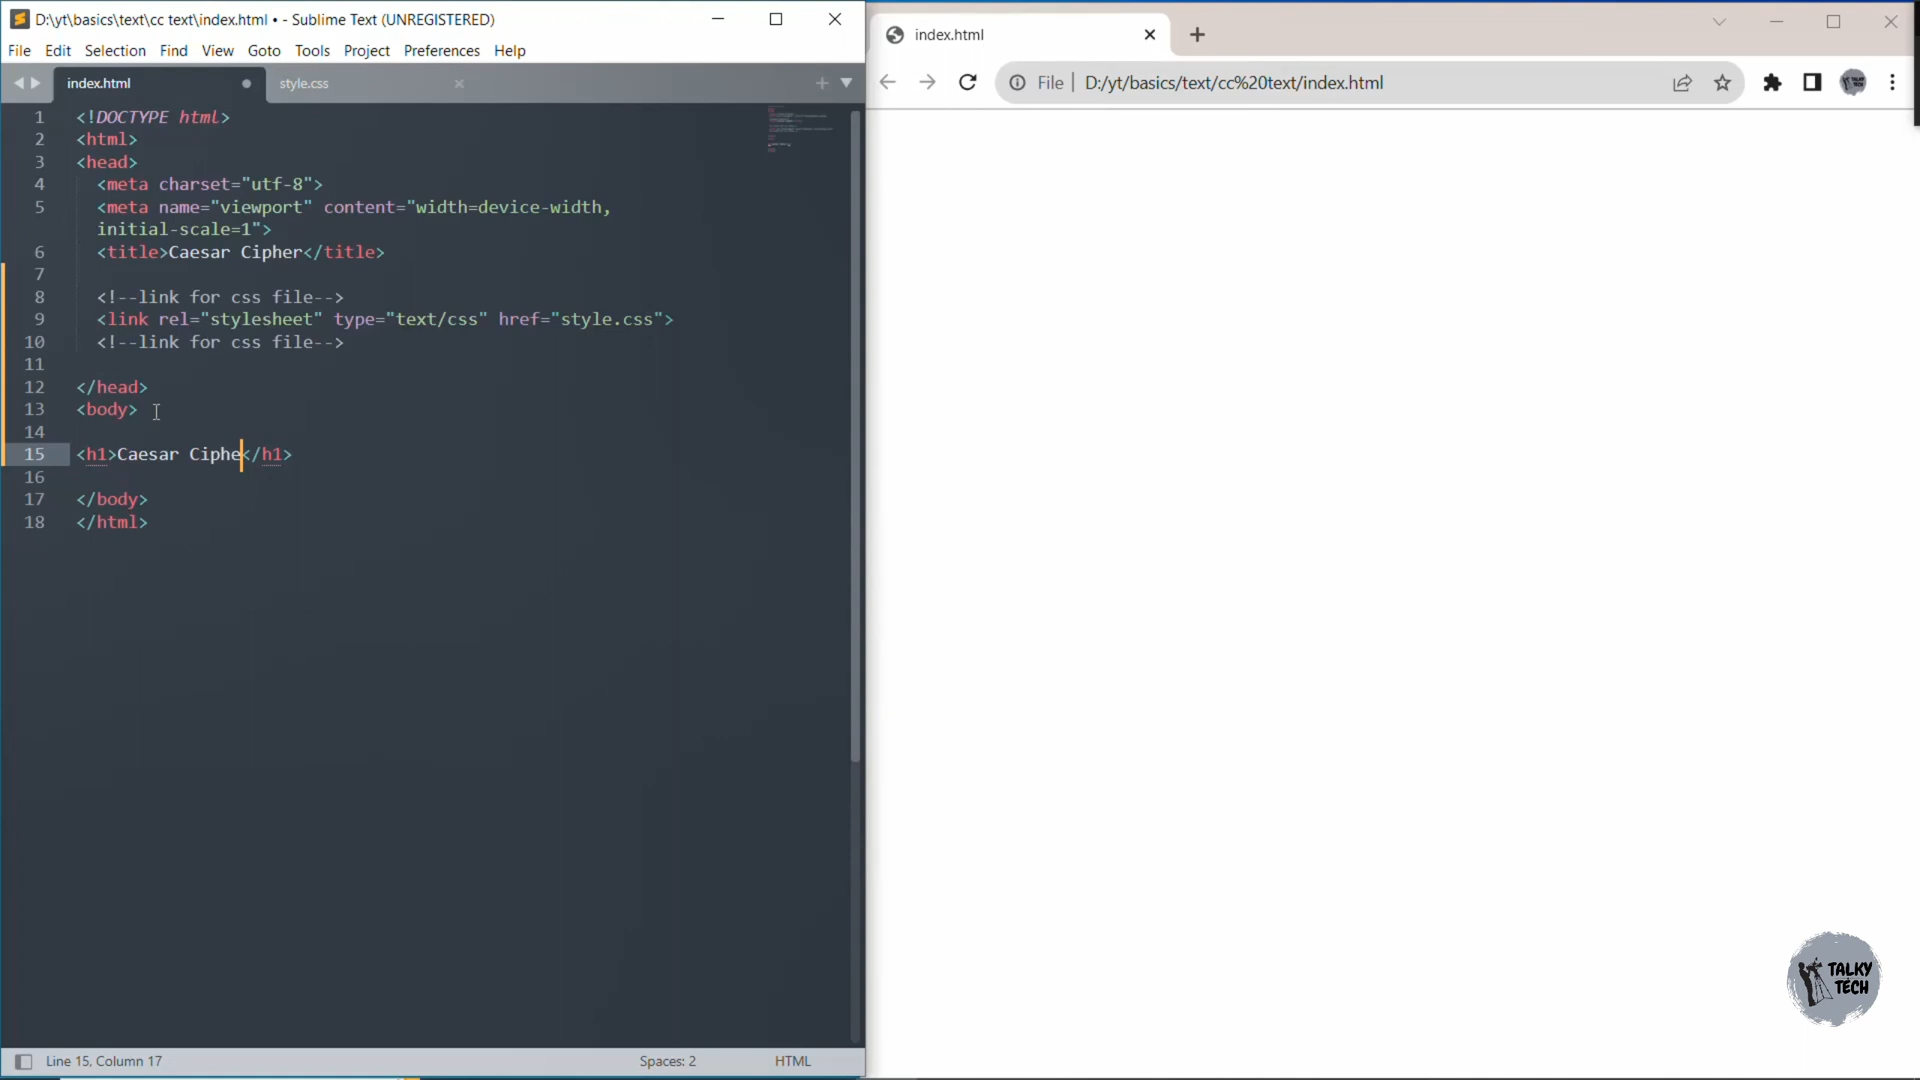 D:\yt\basics\text\cc text\index.html • - Sublime Text (UNREGISTERED)
File Edit Selection Find View Goto Tools Project Preferences Help
index.html
style.css
1 <!DOCTYPE html>
2 <html>
3 <head>
4 <meta charset="utf-8">
5 <meta name="viewport" content="width=device-width,
initial-scale=1">
6 <title>Caesar Cipher</title>
7
8 <!--link for css file-->
9 <link rel="stylesheet" type="text/css" href="style.css">
10 <!--link for css file-->
11
12 </head>
13 <body>
14
15 <h1>Caesar Ciphe</h1>
16
17 </body>
18 </html>
Line 15, Column 17
Spaces: 2
HTML
index.html
File | D:/yt/basics/text/cc%20text/index.html
TALKY
TECH